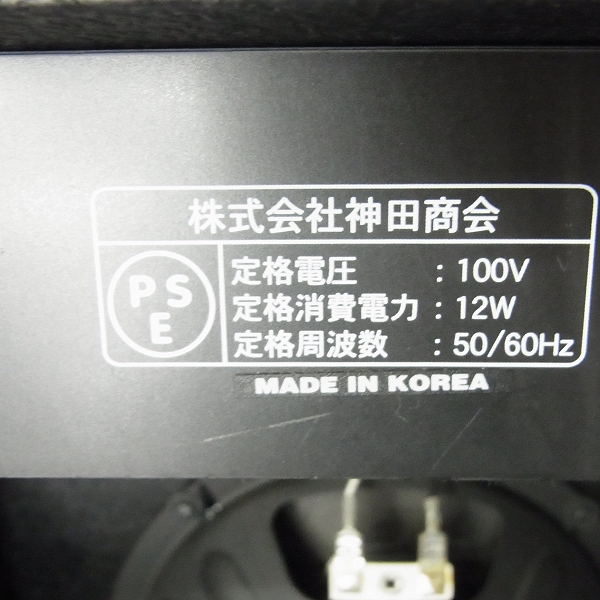 株式会社神田商会
PS
E
定格電圧 : 100V
定格消費電力 : 12W
定格周波数 : 50/60Hz
MADE IN KOREA